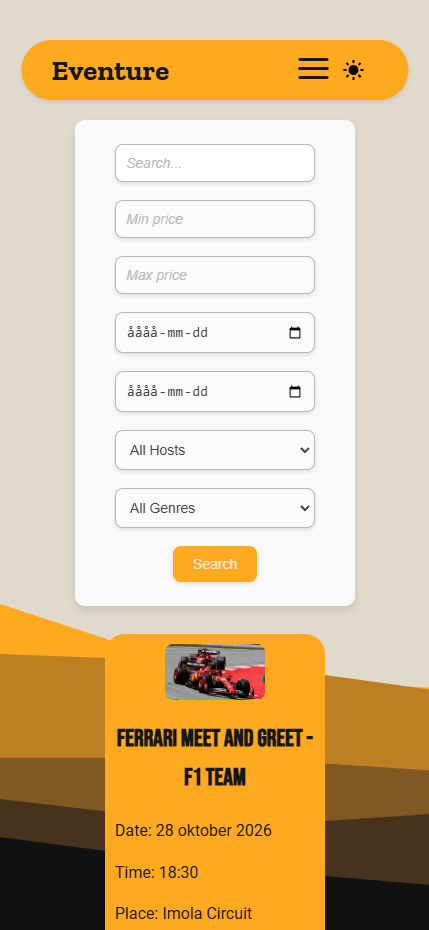 Eventure
Search...
Min price
Max price
åååå-mm-dd
åååå-mm-dd
All Hosts
All Genres
Search
FERRARI MEET AND GREET -
F1 TEAM
Date: 28 oktober 2026
Time: 18:30
Place: Imola Circuit